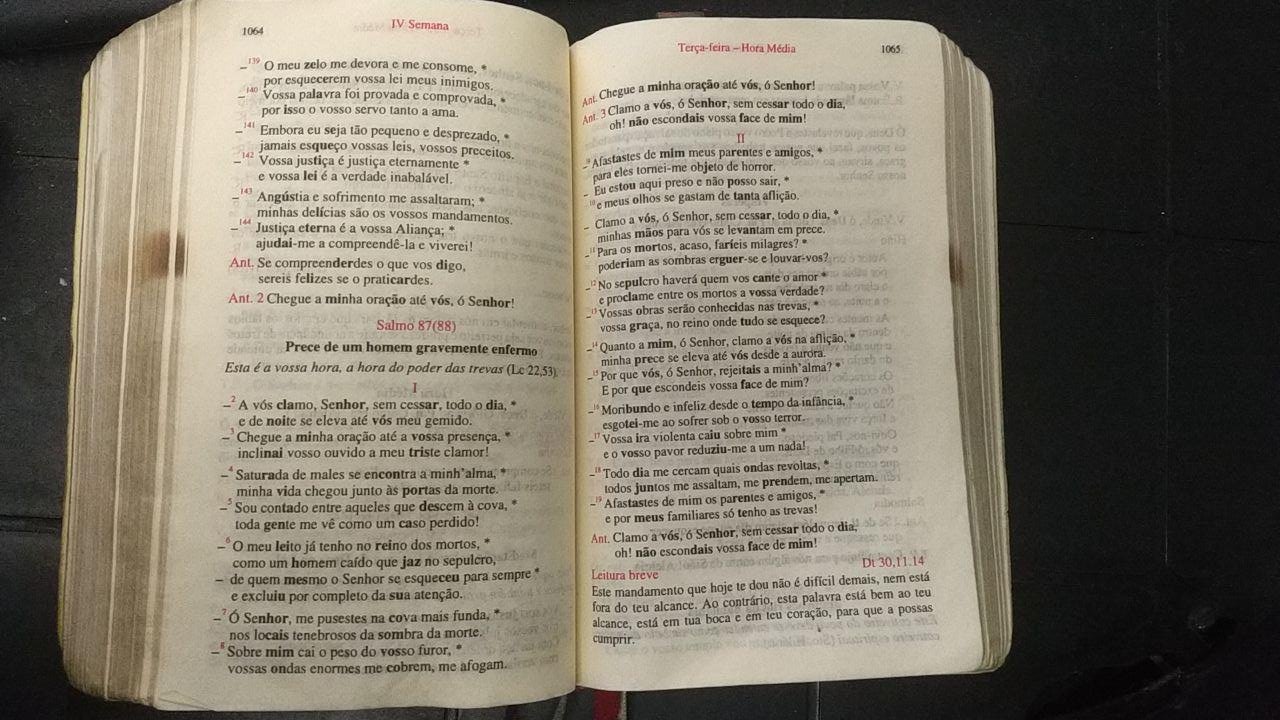 1064
IV Semana
–139 O meu zelo me devora e me consome, *
por esquecerem vossa lei meus inimigos.
–140 Vossa palavra foi provada e comprovada, *
por isso o vosso servo tanto a ama.
–141 Embora eu seja tão pequeno e desprezado, *
jamais esqueço vossas leis, vossos preceitos.
–142 Vossa justiça é justiça eternamente *
e vossa lei é a verdade inabalável.
–143 Angústia e sofrimento me assaltaram; *
minhas delícias são os vossos mandamentos.
–144 Justiça eterna é a vossa Aliança; *
ajudai-me a compreendê-la e viverei!
Ant. Se compreenderdes o que vos digo,
sereis felizes se o praticardes.
Ant. 2 Chegue a minha oração até vós, ó Senhor!
Salmo 87(88)
Prece de um homem gravemente enfermo
Esta é a vossa hora, a hora do poder das trevas (Lc 22,53).
I
–2 A vós clamo, Senhor, sem cessar, todo o dia, *
e de noite se eleva até vós meu gemido.
–3 Chegue a minha oração até a vossa presença, *
inclinai vosso ouvido a meu triste clamor!
–4 Saturada de males se encontra a minh'alma, *
minha vida chegou junto às portas da morte.
–5 Sou contado entre aqueles que descem à cova, *
toda gente me vê como um caso perdido!
–6 O meu leito já tenho no reino dos mortos, *
como um homem caído que jaz no sepulcro,
– de quem mesmo o Senhor se esqueceu para sempre *
e excluiu por completo da sua atenção.
–7 Ó Senhor, me pusestes na cova mais funda, *
nos locais tenebrosos da sombra da morte.
–8 Sobre mim cai o peso do vosso furor, *
vossas ondas enormes me cobrem, me afogam.
Terça-feira – Hora Média
1065
Ant. Chegue a minha oração até vós, ó Senhor!
Ant. 3 Clamo a vós, ó Senhor, sem cessar todo o dia,
oh! não escondais vossa face de mim!
II
–9 Afastastes de mim meus parentes e amigos, *
para eles tornei-me objeto de horror.
– Eu estou aqui preso e não posso sair, *
10 e meus olhos se gastam de tanta aflição.
– Clamo a vós, ó Senhor, sem cessar, todo o dia, *
minhas mãos para vós se levantam em prece.
–11 Para os mortos, acaso, faríeis milagres? *
poderiam as sombras erguer-se e louvar-vos?
–12 No sepulcro haverá quem vos cante o amor *
e proclame entre os mortos a vossa verdade?
–13 Vossas obras serão conhecidas nas trevas, *
vossa graça, no reino onde tudo se esquece?
–14 Quanto a mim, ó Senhor, clamo a vós na aflição, *
minha prece se eleva até vós desde a aurora.
–15 Por que vós, ó Senhor, rejeitais a minh'alma? *
E por que escondeis vossa face de mim?
–16 Moribundo e infeliz desde o tempo da infância, *
esgotei-me ao sofrer sob o vosso terror.
–17 Vossa ira violenta caiu sobre mim *
e o vosso pavor reduziu-me a um nada!
–18 Todo dia me cercam quais ondas revoltas, *
todos juntos me assaltam, me prendem, me apertam.
–19 Afastastes de mim os parentes e amigos, *
e por meus familiares só tenho as trevas!
Ant. Clamo a vós, ó Senhor, sem cessar todo o dia,
oh! não escondais vossa face de mim!
Leitura breve Dt 30,11.14
Este mandamento que hoje te dou não é difícil demais, nem está
fora do teu alcance. Ao contrário, esta palavra está bem ao teu
alcance, está em tua boca e em teu coração, para que a possas
cumprir.